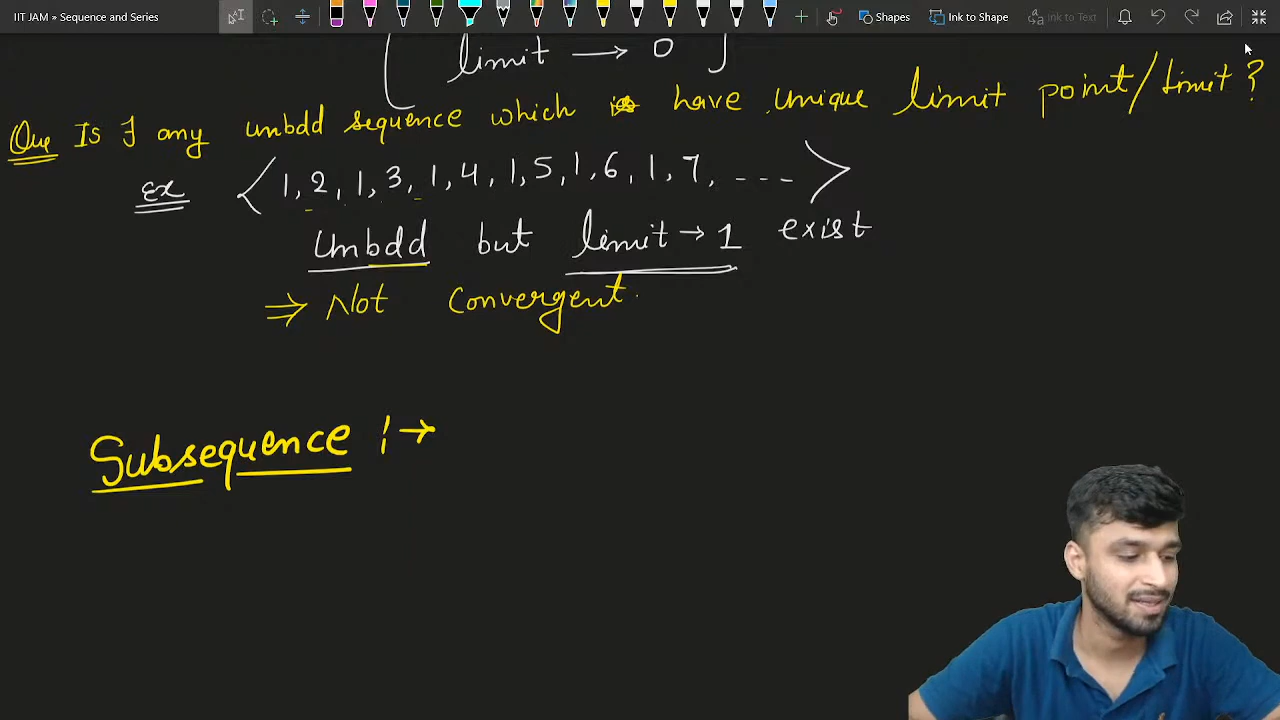 IIT JAM » Sequence and Series
Shapes
Ink to Shape
Ink to Text
limit → 0
Que Is ∃ any unbdd sequence which have unique limit point/limit ?
Ex < 1, 2, 1, 3, 1, 4, 1, 5, 1, 6, 1, 7, - - - - >
unbdd but limit → 1 exist
⇒ Not convergent.
Subsequence :→